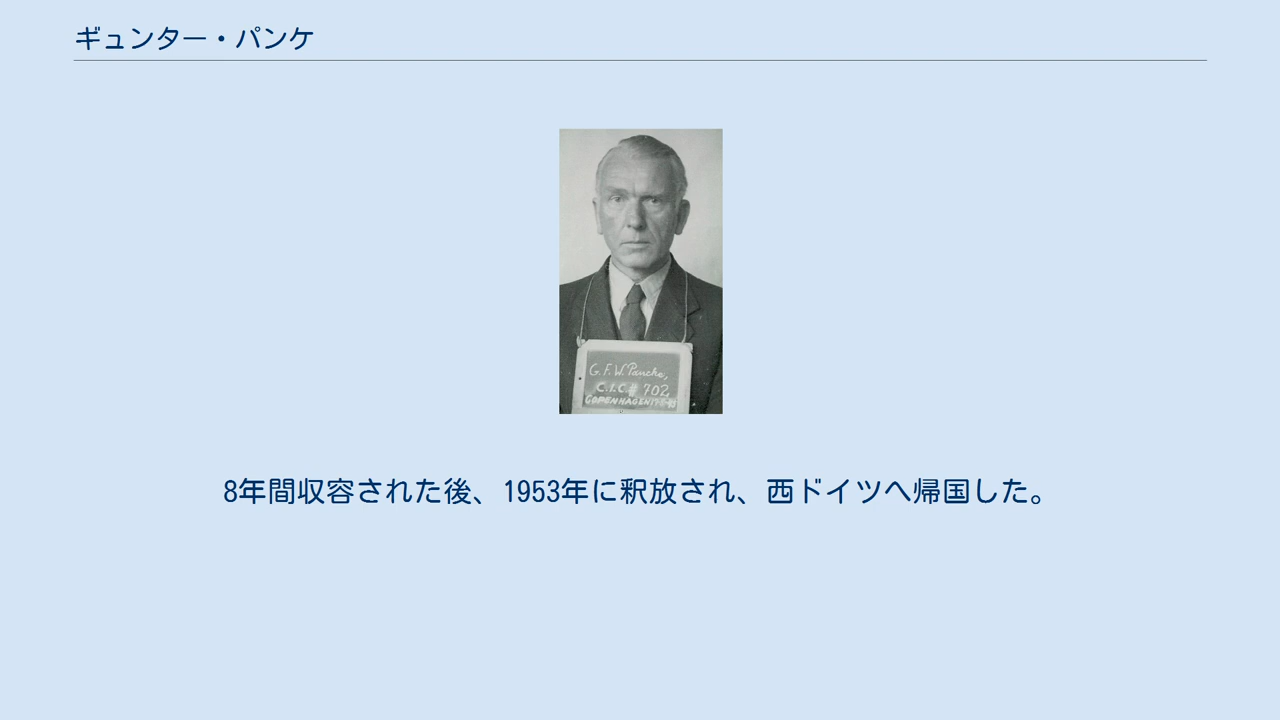 ギュンター・パンケ
G. F. W. Pancke,
C.I.C. # 702
COPENHAGEN
8年間収容された後、1953年に釈放され、西ドイツへ帰国した。